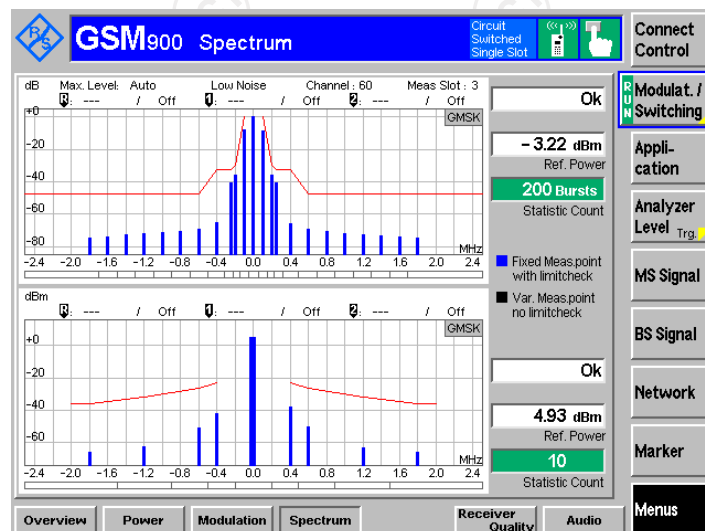 R&S
GSM900 Spectrum
Circuit Switched Single Slot
Connect Control
dB Max. Level: Auto Low Noise Channel : 60 Meas Slot : 3
R: --- / Off 1: --- / Off 2: --- / Off
GMSK
+0
-20
-40
-60
-80
MHz
-2.4 -2.0 -1.6 -1.2 -0.8 -0.4 0.0 0.4 0.8 1.2 1.6 2.0 2.4
Ok
- 3.22 dBm
Ref. Power
200 Bursts
Statistic Count
Fixed Meas.point
with limitcheck
Var. Meas.point
no limitcheck
dBm
R: --- / Off 1: --- / Off 2: --- / Off
GMSK
+0
-20
-40
-60
MHz
-2.4 -2.0 -1.6 -1.2 -0.8 -0.4 0.0 0.4 0.8 1.2 1.6 2.0 2.4
Ok
4.93 dBm
Ref. Power
10
Statistic Count
RUN
Modulat. /
Switching
Appli-
cation
Analyzer
Level Trg.
MS Signal
BS Signal
Network
Marker
Menus
Overview Power Modulation Spectrum Receiver Quality Audio